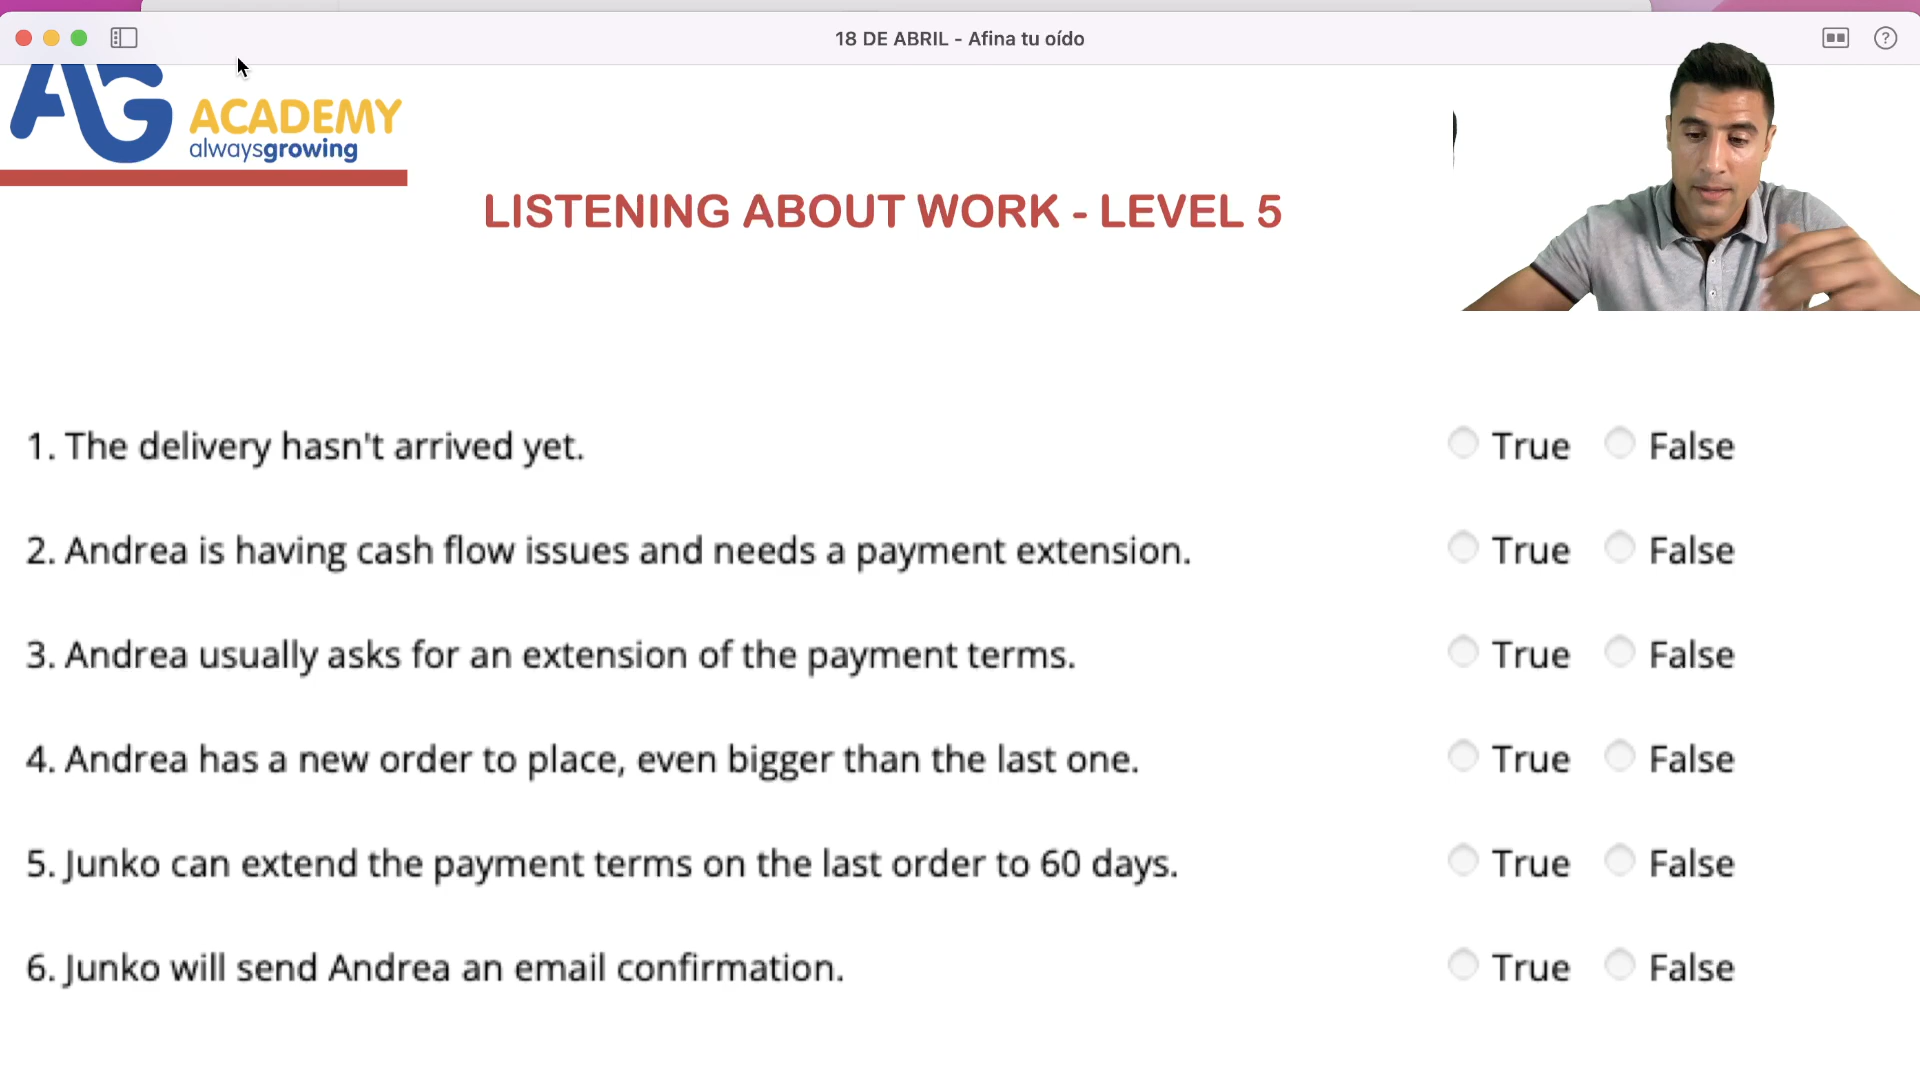 18 DE ABRIL - Afina tu oído
AG
ACADEMY
alwaysgrowing
LISTENING ABOUT WORK - LEVEL 5
1. The delivery hasn't arrived yet. True False
2. Andrea is having cash flow issues and needs a payment extension. True False
3. Andrea usually asks for an extension of the payment terms. True False
4. Andrea has a new order to place, even bigger than the last one. True False
5. Junko can extend the payment terms on the last order to 60 days. True False
6. Junko will send Andrea an email confirmation. True False